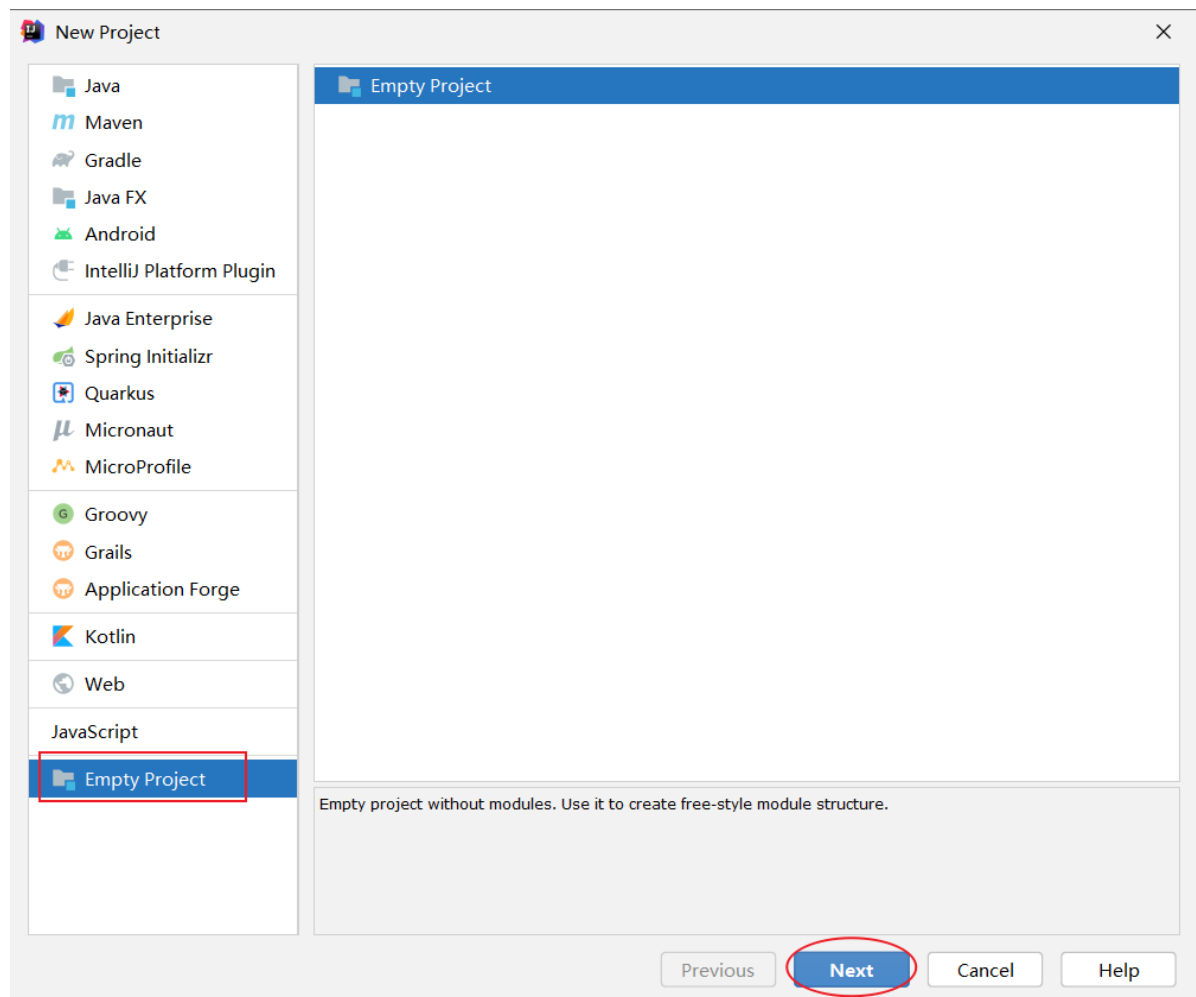 New Project
Java
Maven
Gradle
Java FX
Android
IntelliJ Platform Plugin
Java Enterprise
Spring Initializr
Quarkus
Micronaut
MicroProfile
Groovy
Grails
Application Forge
Kotlin
Web
JavaScript
Empty Project
Empty Project
Empty project without modules. Use it to create free-style module structure.
Previous
Next
Cancel
Help